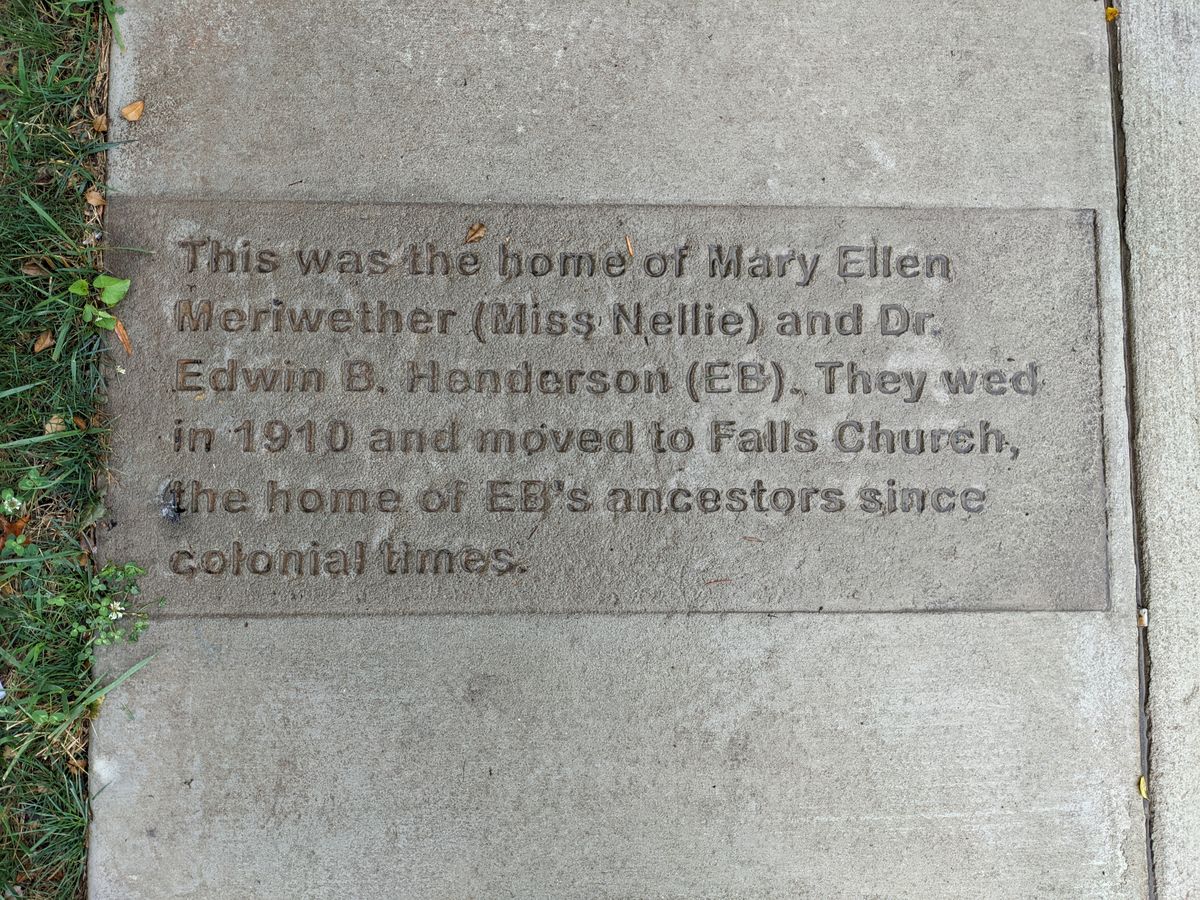 This was the home of Mary Ellen
Meriwether (Miss Nellie) and Dr.
Edwin B. Henderson (EB). They wed
in 1910 and moved to Falls Church,
the home of EB's ancestors since
colonial times.